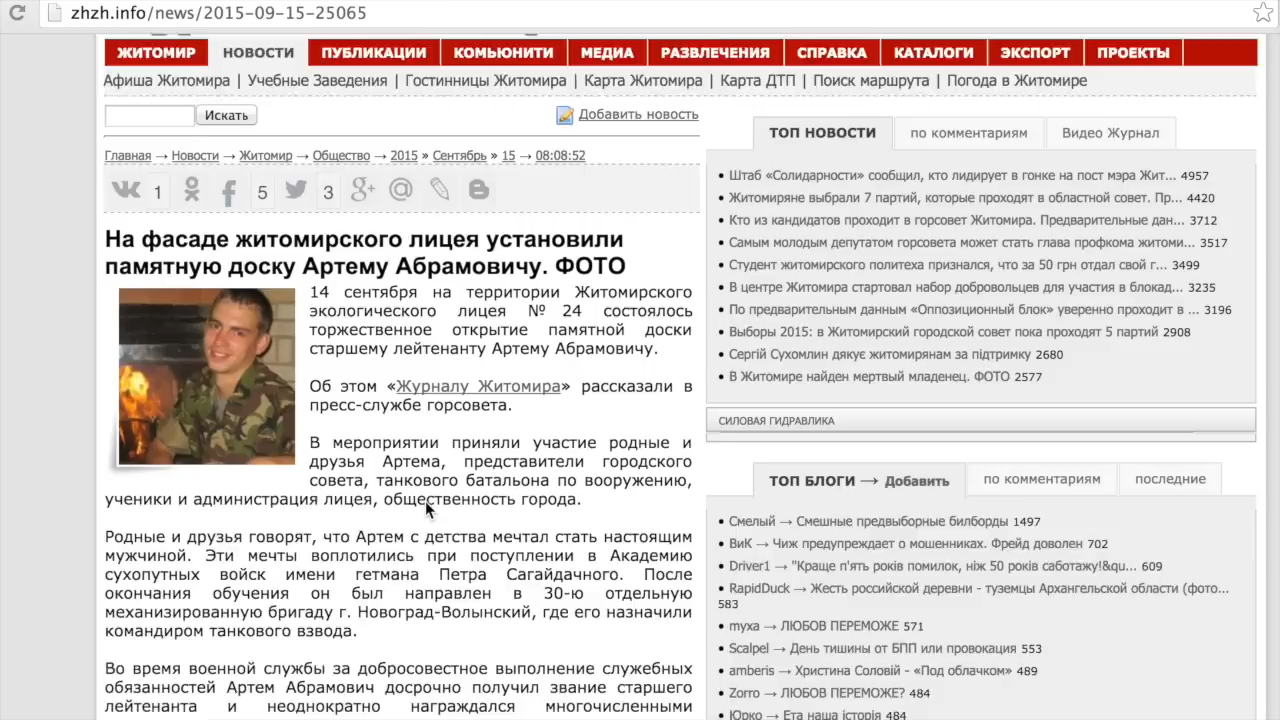 zhzh.info/news/2015-09-15-25065
ЖИТОМИР НОВОСТИ ПУБЛИКАЦИИ КОМЬЮНИТИ МЕДИА РАЗВЛЕЧЕНИЯ СПРАВКА КАТАЛОГИ ЭКСПОРТ ПРОЕКТЫ
Афиша Житомира | Учебные Заведения | Гостинницы Житомира | Карта Житомира | Карта ДТП | Поиск маршрута | Погода в Житомире
Искать
Добавить новость
Главная → Новости → Житомир → Общество → 2015 » Сентябрь » 15 → 08:08:52
1 5 3
На фасаде житомирского лицея установили
памятную доску Артему Абрамовичу. ФОТО
14 сентября на территории Житомирского
экологического лицея №24 состоялось
торжественное открытие памятной доски
старшему лейтенанту Артему Абрамовичу.
Об этом «Журналу Житомира» рассказали в
пресс-службе горсовета.
В мероприятии приняли участие родные и
друзья Артема, представители городского
совета, танкового батальона по вооружению,
ученики и администрация лицея, общественность города.
Родные и друзья говорят, что Артем с детства мечтал стать настоящим
мужчиной. Эти мечты воплотились при поступлении в Академию
сухопутных войск имени гетмана Петра Сагайдачного. После
окончания обучения он был направлен в 30-ю отдельную
механизированную бригаду г. Новоград-Волынский, где его назначили
командиром танкового взвода.
Во время военной службы за добросовестное выполнение служебных
обязанностей Артем Абрамович досрочно получил звание старшего
лейтенанта и неоднократно награждался многочисленными
ТОП НОВОСТИ по комментариям Видео Журнал
Штаб «Солидарности» сообщил, кто лидирует в гонке на пост мэра Жит... 4957
Житомиряне выбрали 7 партий, которые проходят в областной совет. Пр... 4420
Кто из кандидатов проходит в горсовет Житомира. Предварительные дан... 3712
Самым молодым депутатом горсовета может стать глава профкома житоми... 3517
Студент житомирского политеха признался, что за 50 грн отдал свой г... 3499
В центре Житомира стартовал набор добровольцев для участия в блокад... 3235
По предварительным данным «Оппозиционный блок» уверенно проходит в ... 3196
Выборы 2015: в Житомирский городской совет пока проходят 5 партий 2908
Сергій Сухомлин дякує житомирянам за підтримку 2680
В Житомире найден мертвый младенец. ФОТО 2577
СИЛОВАЯ ГИДРАВЛИКА
ТОП БЛОГИ → Добавить по комментариям последние
Смелый → Смешные предвыборные билборды 1497
ВиК → Чиж предупреждает о мошенниках. Фрейд доволен 702
Driver1 → "Краще п'ять років помилок, ніж 50 років саботажу!&qu... 609
RapidDuck → Жесть российской деревни - туземцы Архангельской области (фото...
583
муха → ЛЮБОВ ПЕРЕМОЖЕ 571
Scalpel → День тишины от БПП или провокация 553
amberis → Христина Соловій - «Под облачком» 489
Zorro → ЛЮБОВ ПЕРЕМОЖЕ? 484
Юрко → Ета наша історія 484